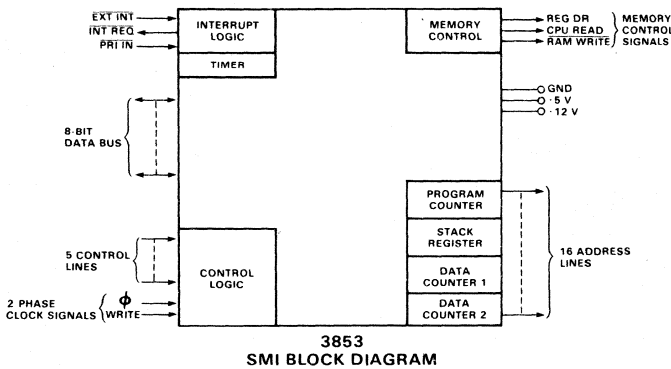 EXT INT
INT REQ
PRI IN
INTERRUPT
LOGIC
TIMER
MEMORY
CONTROL
REG DR
CPU READ
RAM WRITE
MEMORY
CONTROL
SIGNALS
GND
·5 V
·12 V
8-BIT
DATA BUS
PROGRAM
COUNTER
STACK
REGISTER
DATA
COUNTER 1
DATA
COUNTER 2
16 ADDRESS
LINES
5 CONTROL
LINES
CONTROL
LOGIC
2 PHASE
CLOCK SIGNALS
ϕ
WRITE
3853
SMI BLOCK DIAGRAM